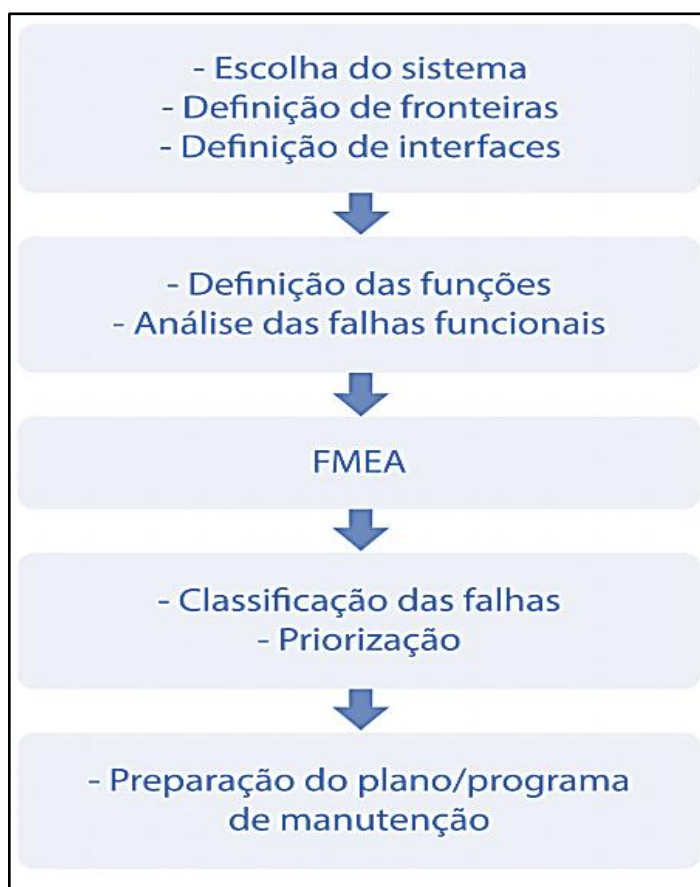 - Escolha do sistema
- Definição de fronteiras
- Definição de interfaces
- Definição das funções
- Análise das falhas funcionais
FMEA
- Classificação das falhas
- Priorização
- Preparação do plano/programa
de manutenção